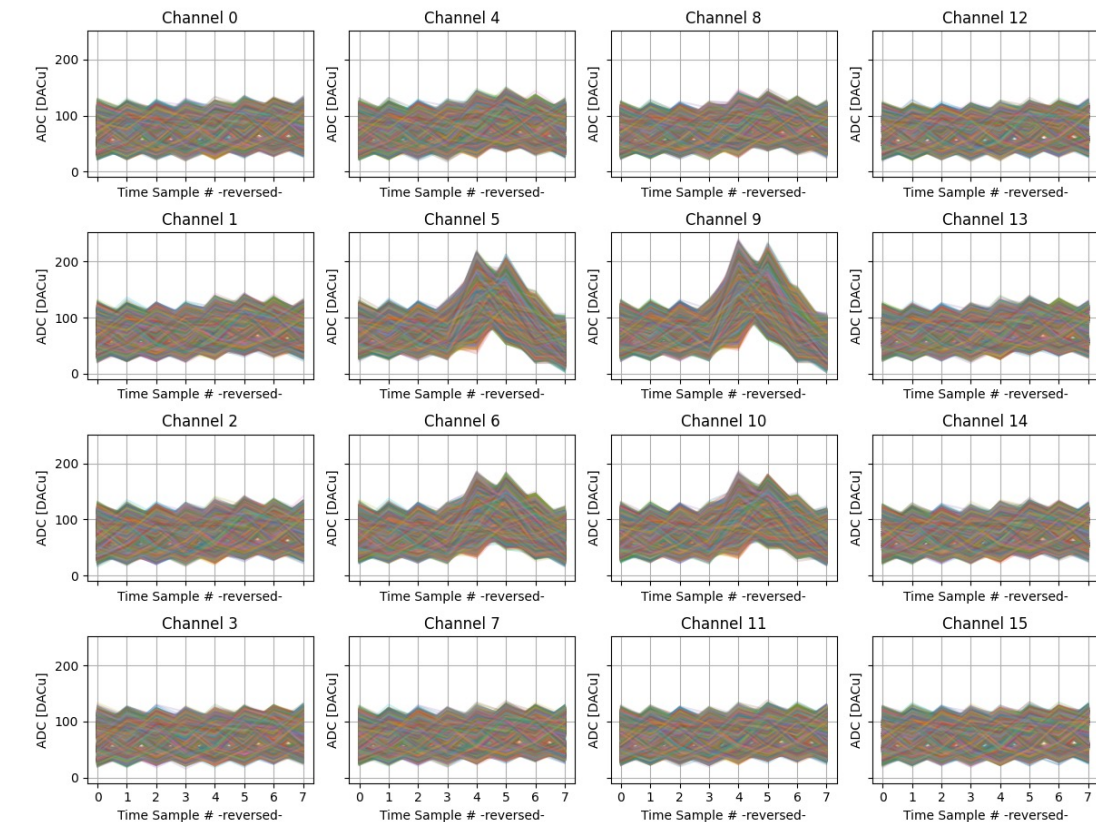 Channel 0 Channel 4 Channel 8 Channel 12
200
100
0
ADC [DACu] ADC [DACu] ADC [DACu] ADC [DACu]
Time Sample # -reversed- Time Sample # -reversed- Time Sample # -reversed- Time Sample # -reversed-
Channel 1 Channel 5 Channel 9 Channel 13
200
100
0
ADC [DACu] ADC [DACu] ADC [DACu] ADC [DACu]
Time Sample # -reversed- Time Sample # -reversed- Time Sample # -reversed- Time Sample # -reversed-
Channel 2 Channel 6 Channel 10 Channel 14
200
100
0
ADC [DACu] ADC [DACu] ADC [DACu] ADC [DACu]
Time Sample # -reversed- Time Sample # -reversed- Time Sample # -reversed- Time Sample # -reversed-
Channel 3 Channel 7 Channel 11 Channel 15
200
100
0
ADC [DACu] ADC [DACu] ADC [DACu] ADC [DACu]
0 1 2 3 4 5 6 7 0 1 2 3 4 5 6 7 0 1 2 3 4 5 6 7 0 1 2 3 4 5 6 7
Time Sample # -reversed- Time Sample # -reversed- Time Sample # -reversed- Time Sample # -reversed-